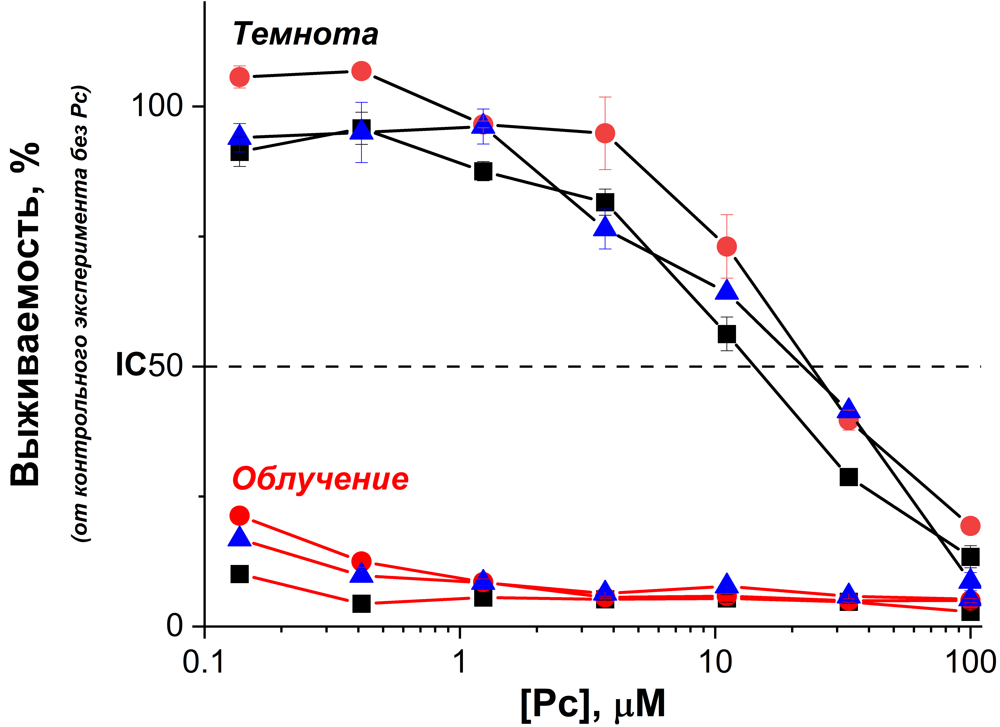 Темнота
Выживаемость, %
(от контрольного эксперимента без Pc)
100
IC50
Облучение
0
0.1 1 10 100
[Pc], μM